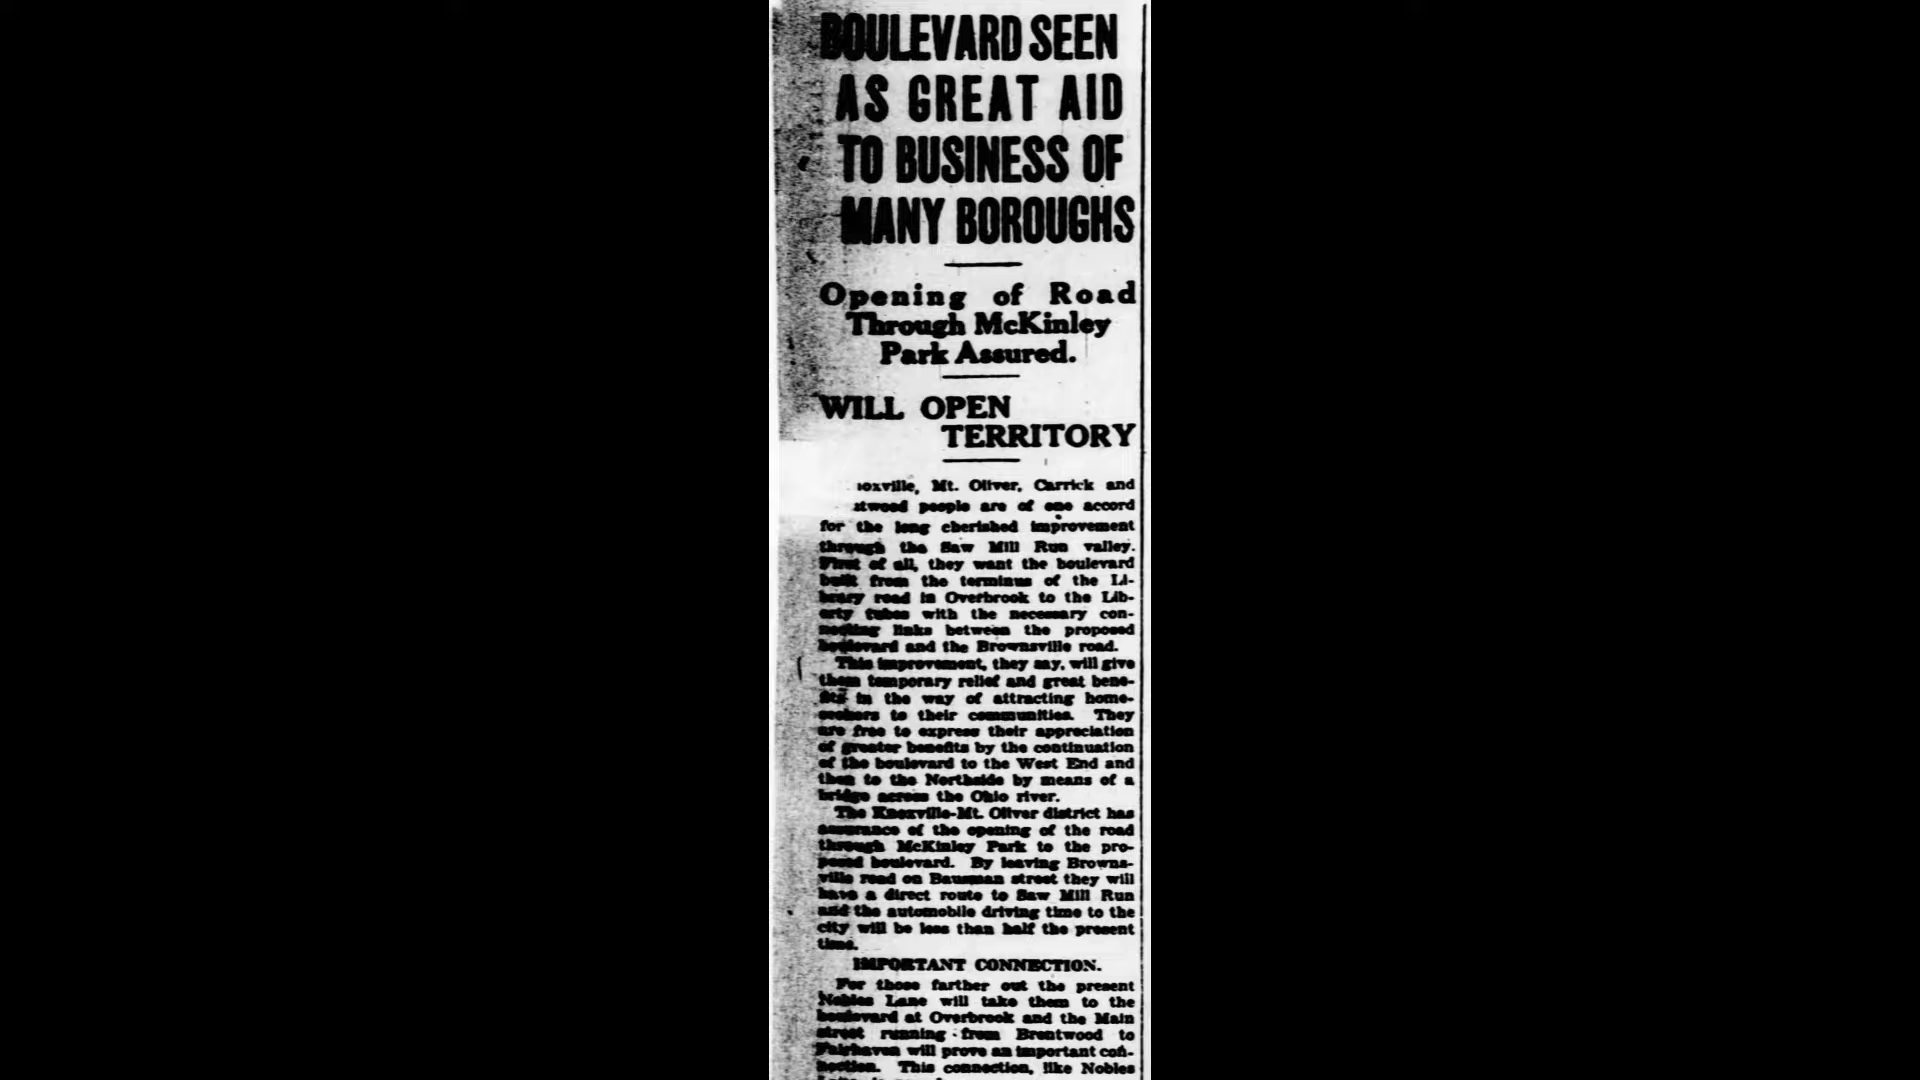 BOULEVARD SEEN
AS GREAT AID
TO BUSINESS OF
MANY BOROUGHS
Opening of Road
Through McKinley
Park Assured.
WILL OPEN
TERRITORY
oxville, Mt. Oliver, Carrick and
twood people are of one accord
for the long cherished improvement
through the Saw Mill Run valley.
First of all, they want the boulevard
built from the terminus of the Li-
brary road in Overbrook to the Lib-
erty tubes with the necessary con-
necting links between the proposed
boulevard and the Brownsville road.
This improvement, they say, will give
them temporary relief and great bene-
fits in the way of attracting home-
seekers to their communities. They
are free to express their appreciation
of greater benefits by the continuation
of the boulevard to the West End and
then to the Northside by means of a
bridge across the Ohio river.
The Knoxville-Mt. Oliver district has
assurance of the opening of the road
through McKinley Park to the pro-
posed boulevard. By leaving Browns-
ville road on Bausman street they will
have a direct route to Saw Mill Run
and the automobile driving time to the
city will be less than half the present
time.
IMPORTANT CONNECTION.
For those farther out the present
Nobles Lane will take them to the
boulevard at Overbrook and the Main
street running from Brentwood to
Fairhaven will prove an important con-
nection. This connection, like Nobles